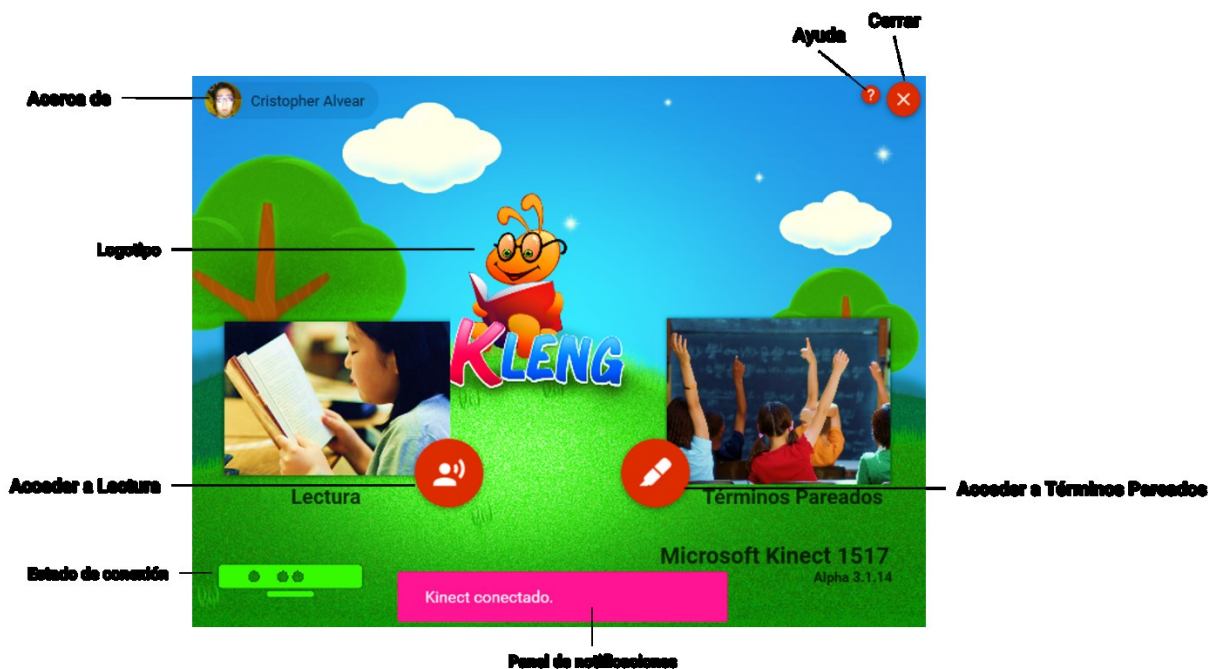 Cerrar
Ayuda
Acerca de
Cristopher Alvear
?
Logotipo
KLENG
Acceder a Lectura
Lectura
Términos Pareados
Acceder a Términos Pareados
Microsoft Kinect 1517
Alpha 3.1.14
Estado de conexión
Kinect conectado.
Panel de notificaciones